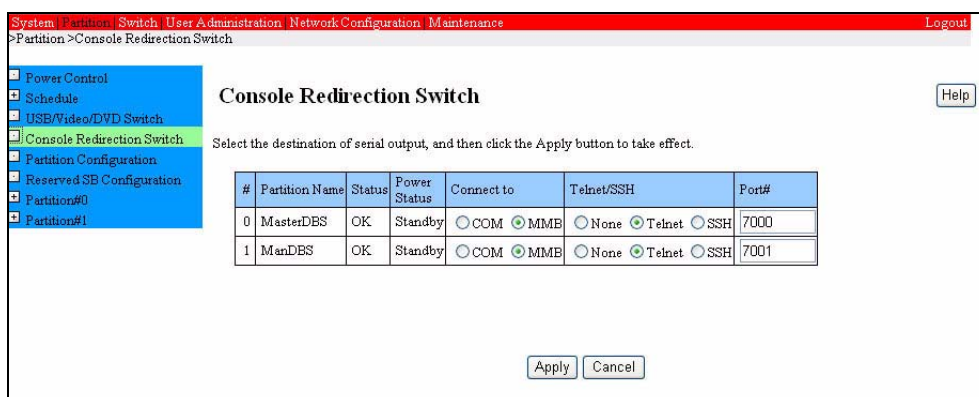 System | Partition | Switch | User Administration | Network Configuration | Maintenance Logout
>Partition >Console Redirection Switch
Power Control
Schedule
USB/Video/DVD Switch
Console Redirection Switch
Partition Configuration
Reserved SB Configuration
Partition#0
Partition#1
Console Redirection Switch
Help
Select the destination of serial output, and then click the Apply button to take effect.
# Partition Name Status Power Status Connect to Telnet/SSH Port#
0 MasterDBS OK Standby COM MMB None Telnet SSH 7000
1 ManDBS OK Standby COM MMB None Telnet SSH 7001
Apply Cancel